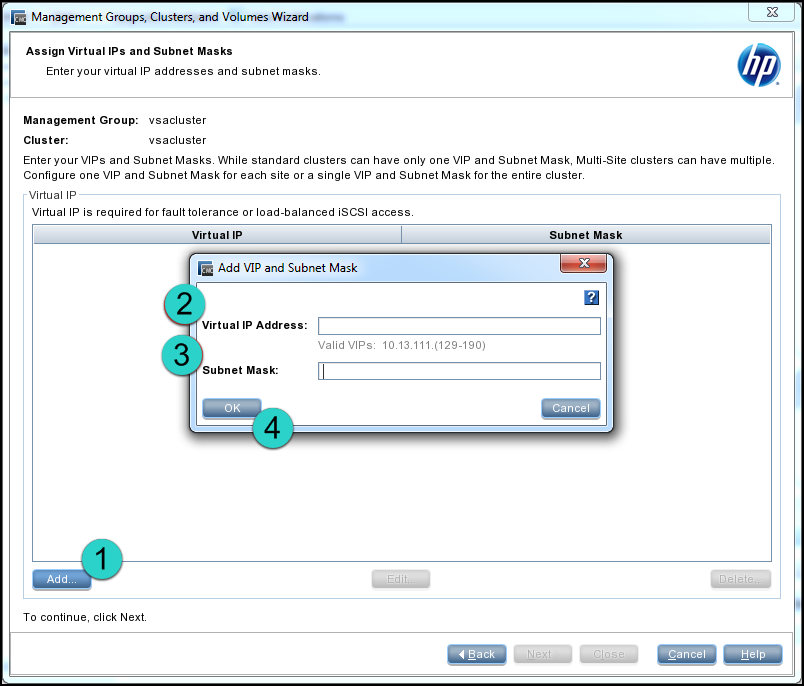 CMC Management Groups, Clusters, and Volumes Wizard
Assign Virtual IPs and Subnet Masks
Enter your virtual IP addresses and subnet masks.
hp
Management Group: vsacluster
Cluster: vsacluster
Enter your VIPs and Subnet Masks. While standard clusters can have only one VIP and Subnet Mask, Multi-Site clusters can have multiple.
Configure one VIP and Subnet Mask for each site or a single VIP and Subnet Mask for the entire cluster.
Virtual IP
Virtual IP is required for fault tolerance or load-balanced iSCSI access.
Virtual IP Subnet Mask
CMC Add VIP and Subnet Mask
?
2
Virtual IP Address:
Valid VIPs: 10.13.111.(129-190)
3
Subnet Mask:
OK Cancel
4
1
Add... Edit... Delete...
To continue, click Next.
Back Next Close Cancel Help